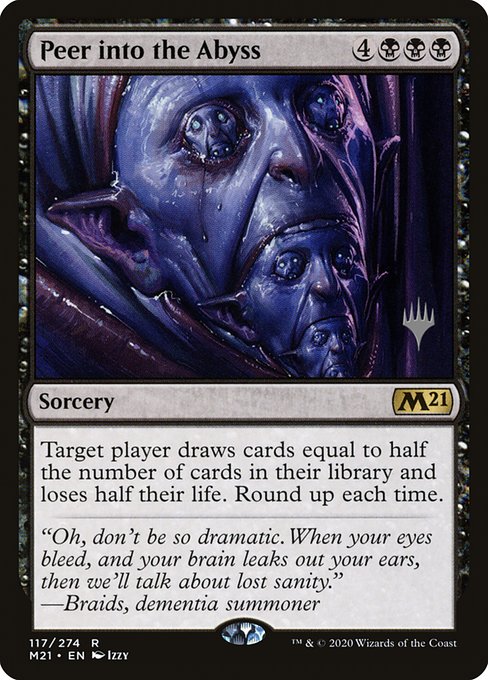 Peer into the Abyss 4
Sorcery M21
Target player draws cards equal to half
the number of cards in their library and
loses half their life. Round up each time.
“Oh, don’t be so dramatic. When your eyes
bleed, and your brain leaks out your ears,
then we’ll talk about lost sanity.”
—Braids, dementia summoner
117/274 R ™ & © 2020 Wizards of the Coast
M21 • EN Izzy